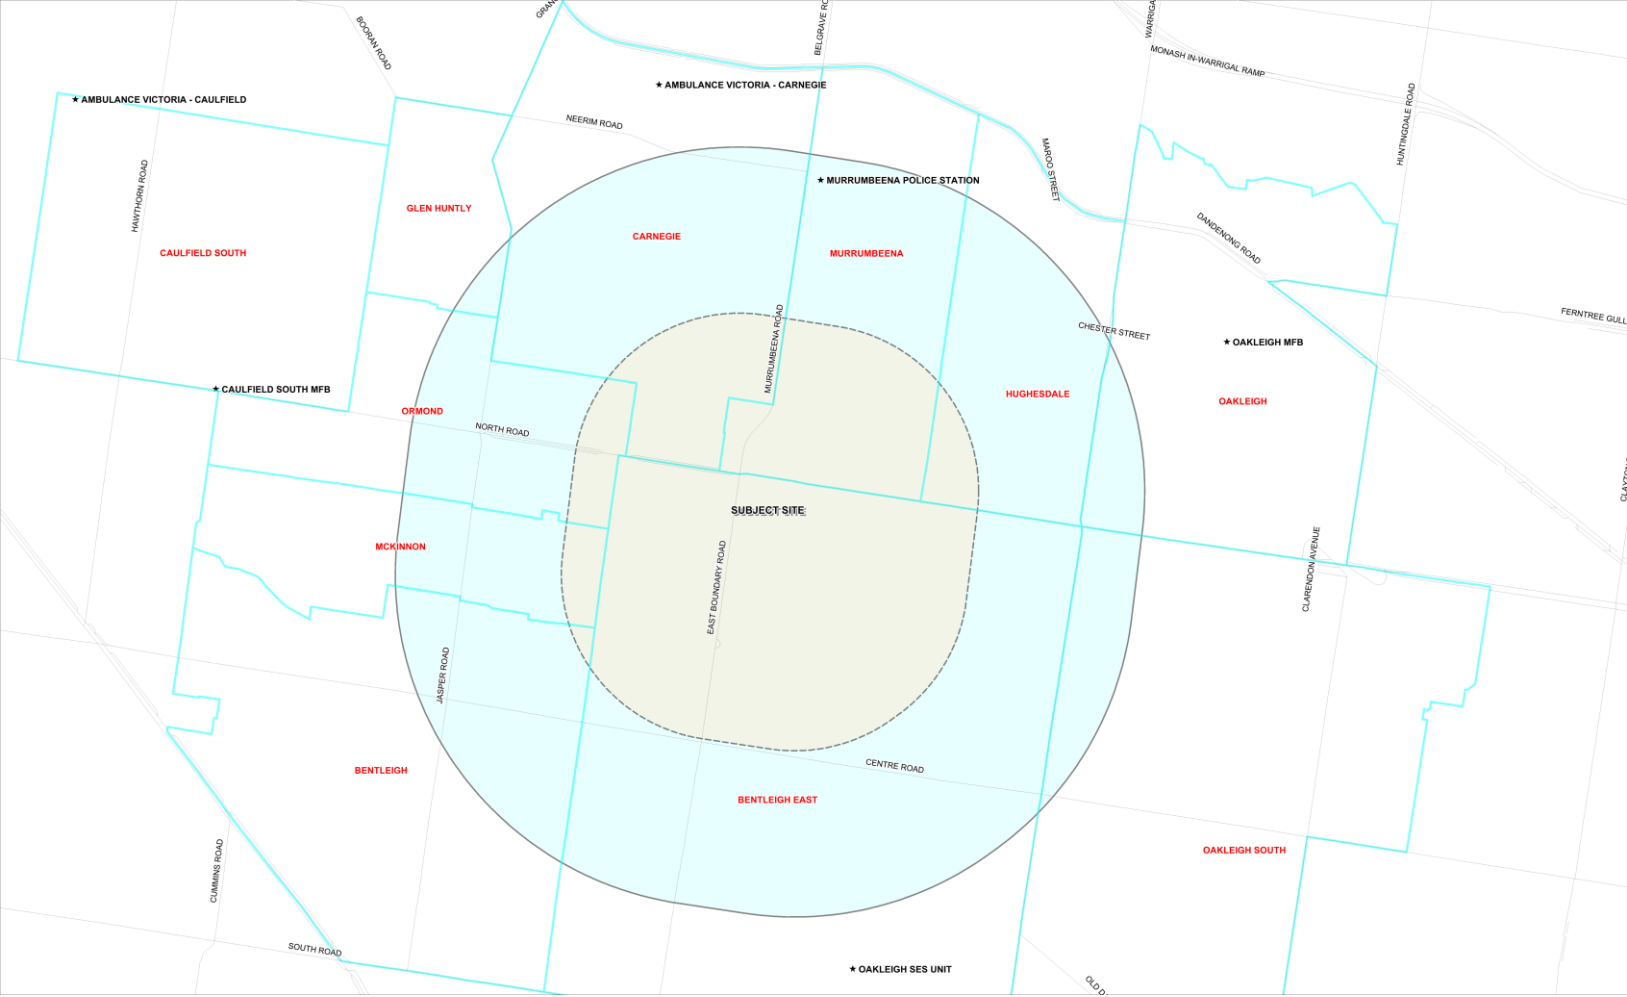 GRAN
BELGRAVE RO
WARRIGA
BOORAN ROAD
MONASH IN-WARRIGAL RAMP
★ AMBULANCE VICTORIA - CARNEGIE
★ AMBULANCE VICTORIA - CAULFIELD
HUNTINGDALE ROAD
NEERIM ROAD
MAROO STREET
★ MURRUMBEENA POLICE STATION
HAWTHORN ROAD
GLEN HUNTLY
CARNEGIE
DANDENONG ROAD
CAULFIELD SOUTH
MURRUMBEENA
FERNTREE GULL
CHESTER STREET
★ OAKLEIGH MFB
MURRUMBEENA ROAD
★ CAULFIELD SOUTH MFB
HUGHESDALE
OAKLEIGH
ORMOND
NORTH ROAD
CLAYTON
SUBJECT SITE
MCKINNON
CLARENDON AVENUE
EAST BOUNDARY ROAD
JASPER ROAD
CENTRE ROAD
BENTLEIGH
BENTLEIGH EAST
OAKLEIGH SOUTH
CUMMINS ROAD
SOUTH ROAD
★ OAKLEIGH SES UNIT
OLD D